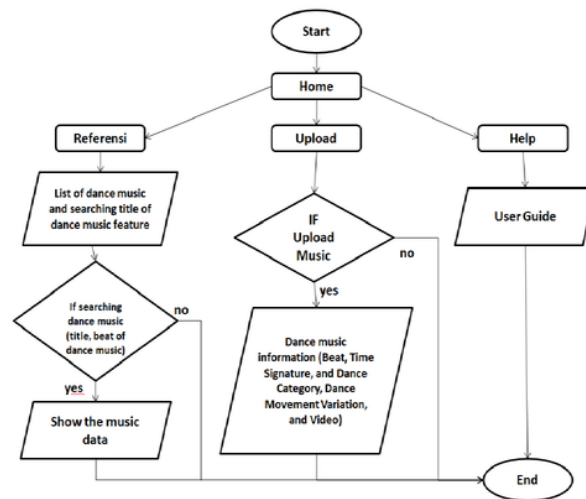 Start
Home
Referensi
Upload
Help
List of dance music
and searching title of
dance music feature
IF
Upload
Music
no
User Guide
If searching
dance music
(title, beat of
dance music)
no
yes
yes
Dance music
information (Beat, Time
Signature, and Dance
Category, Dance
Movement Variation,
and Video)
Show the music
data
End